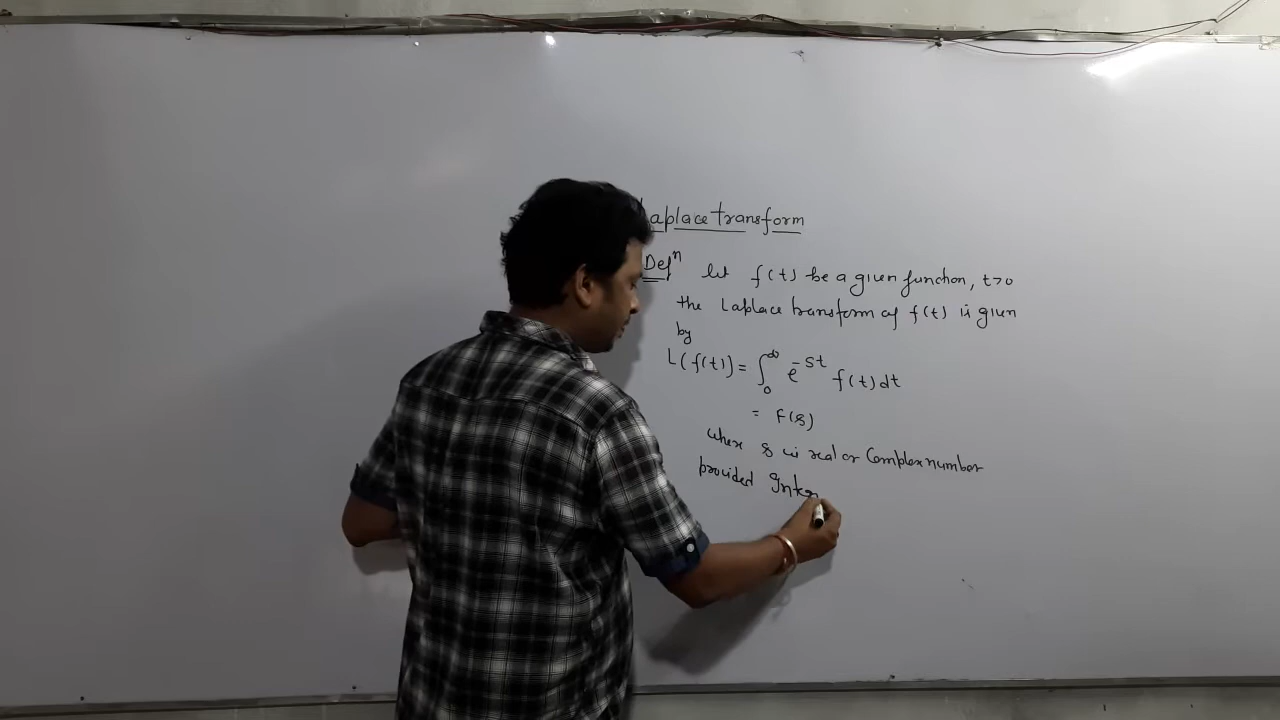 Laplace transform
Defⁿ let f(t) be a given function, t>0
the Laplace transform of f(t) is given
by
L(f(t)) = ∫₀^∞ e^-st f(t)dt
= F(s)
where s is real or Complex number
provided Integ